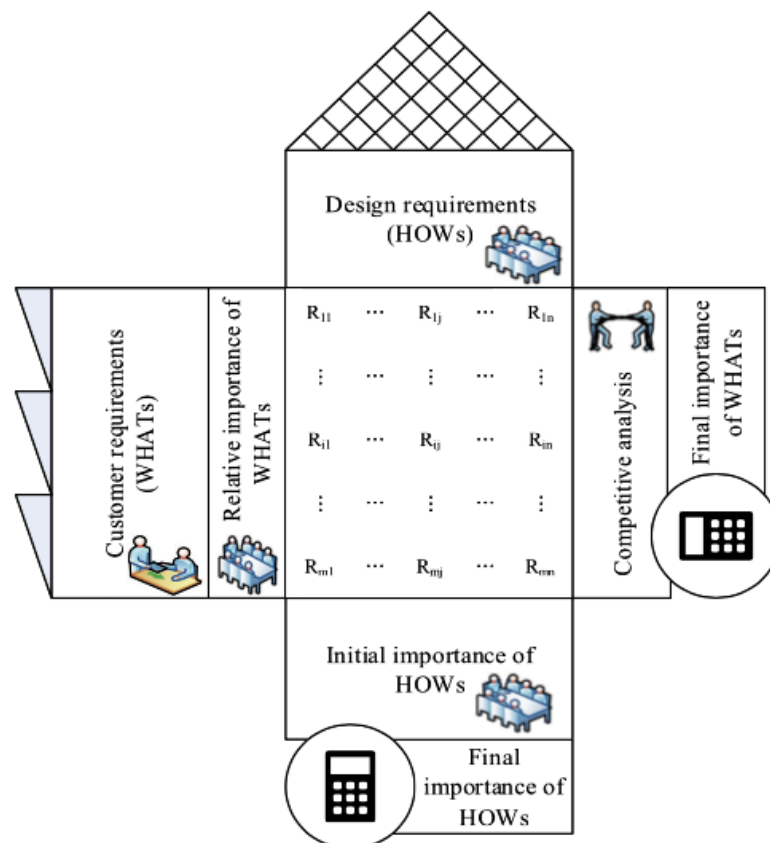 Design requirements
(HOWs)
Customer requirements
(WHATs)
Relative importance of
WHATs
R11 ... R1j ... R1n
⋮ ... ⋮ ... ⋮
Ri1 ... Rij ... Rin
⋮ ... ⋮ ... ⋮
Rm1 ... Rmj ... Rmn
Competitive analysis
Final importance
of WHATs
Initial importance of
HOWs
Final
importance of
HOWs